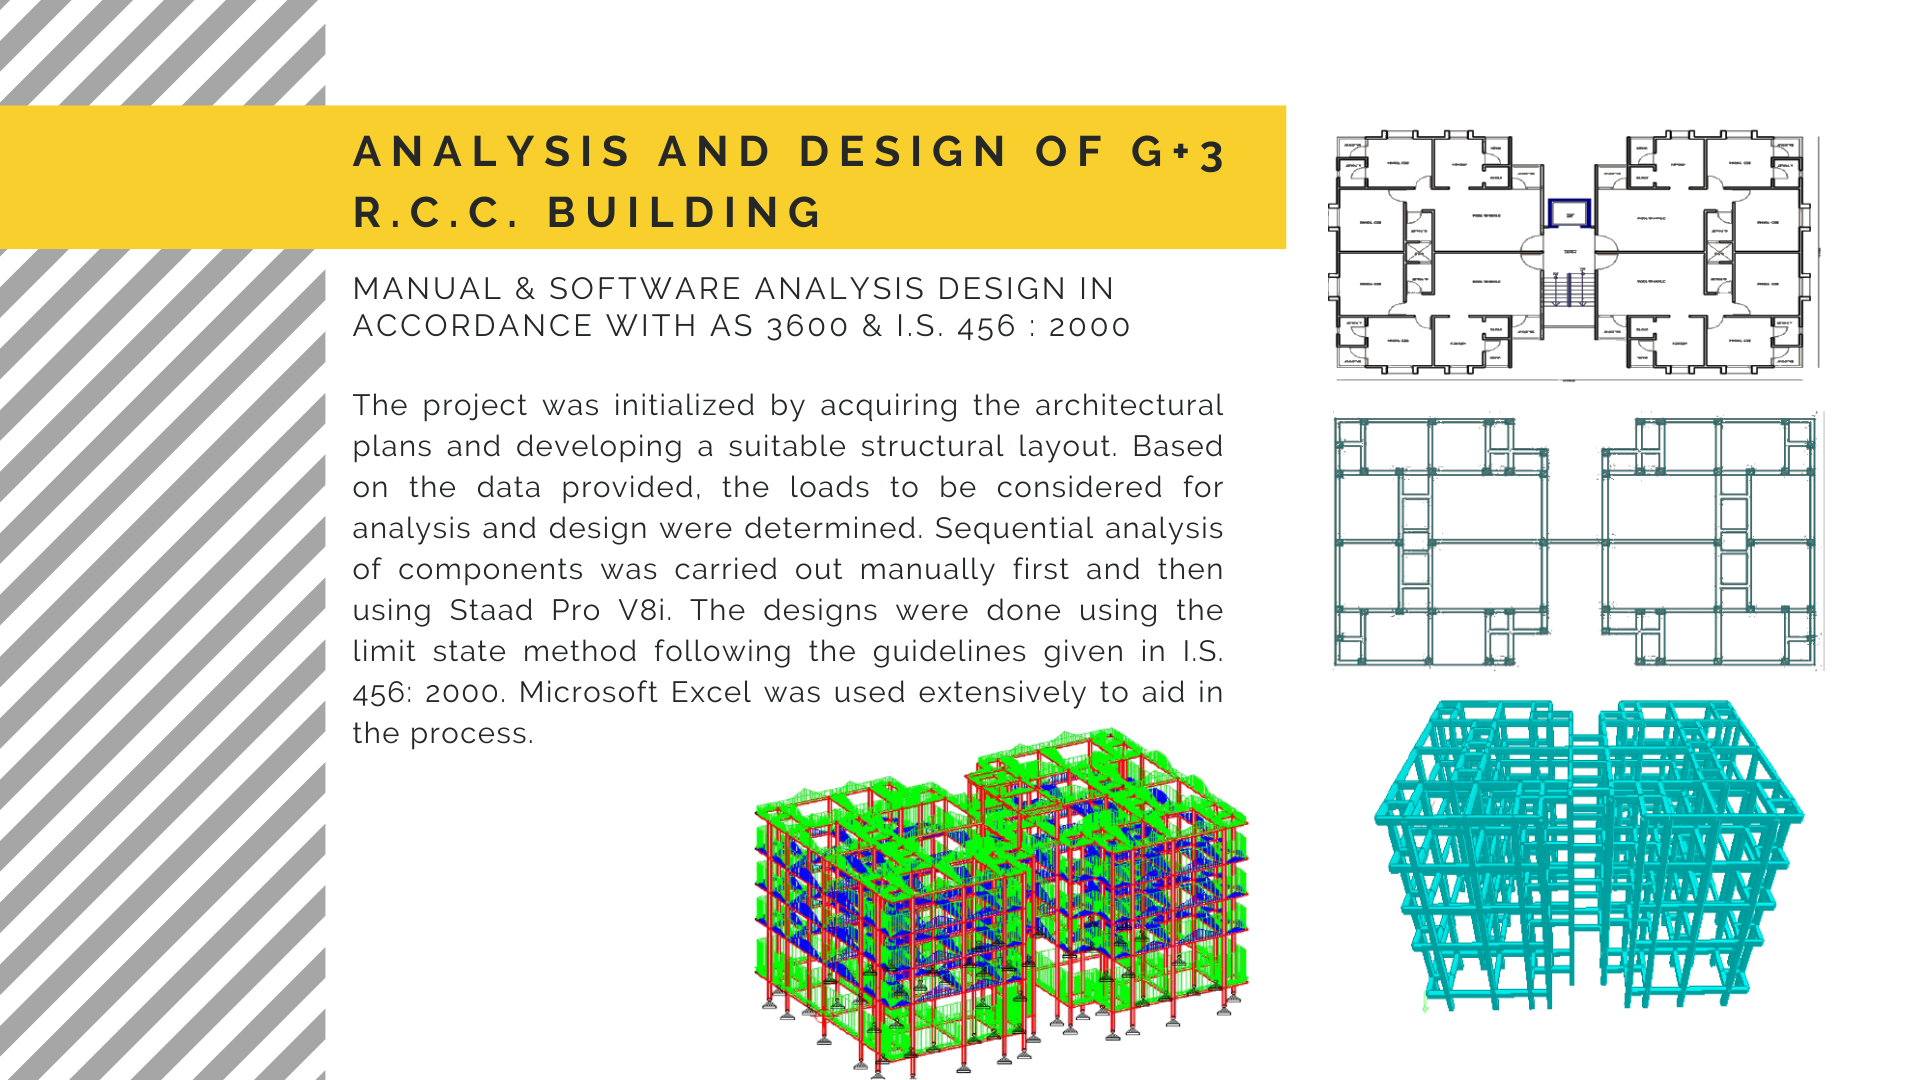 ANALYSIS AND DESIGN OF G+3
R.C.C. BUILDING
MANUAL & SOFTWARE ANALYSIS DESIGN IN
ACCORDANCE WITH AS 3600 & I.S. 456 : 2000
The project was initialized by acquiring the architectural
plans and developing a suitable structural layout. Based
on the data provided, the loads to be considered for
analysis and design were determined. Sequential analysis
of components was carried out manually first and then
using Staad Pro V8i. The designs were done using the
limit state method following the guidelines given in I.S.
456: 2000. Microsoft Excel was used extensively to aid in
the process.